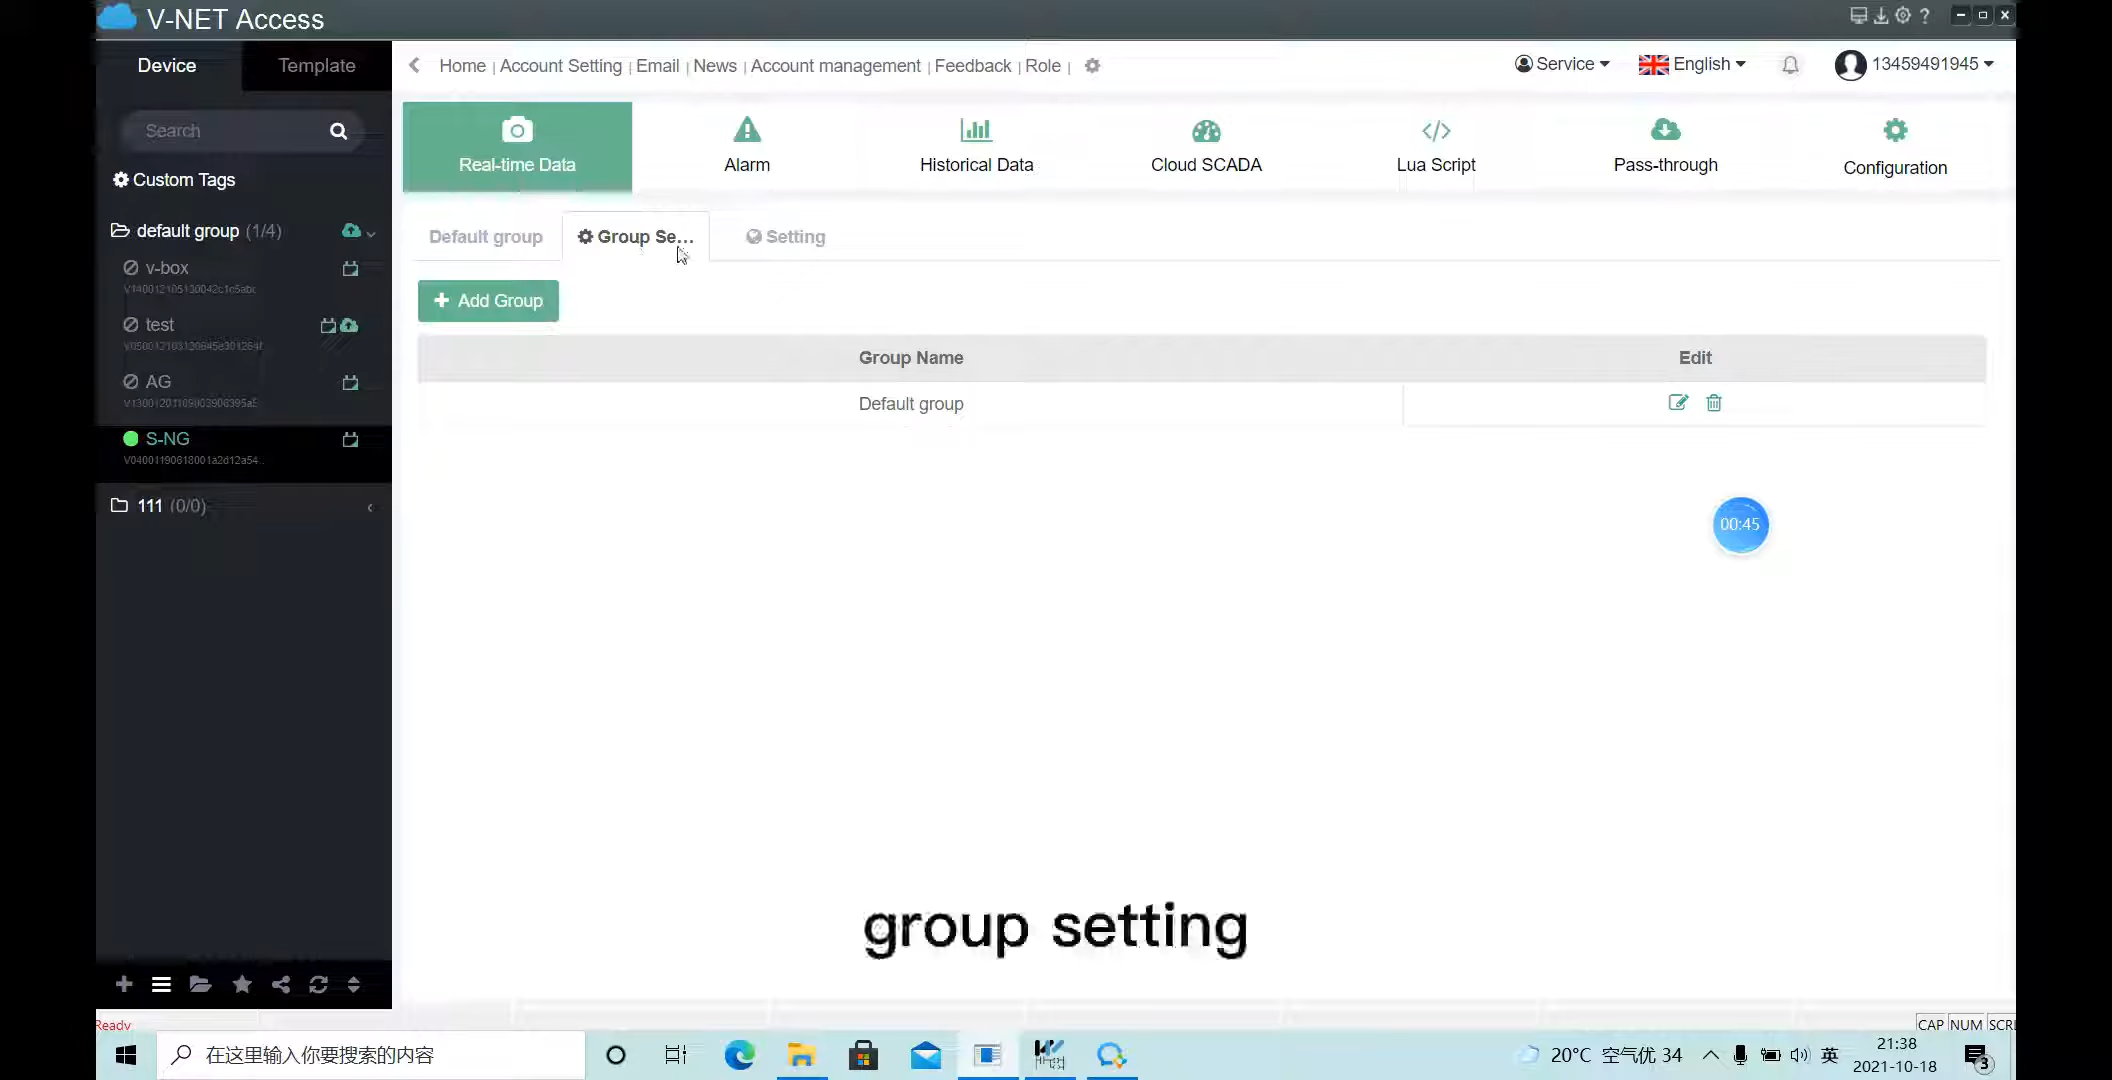 V-NET Access
Device
Template
Home | Account Setting | Email | News | Account management | Feedback | Role |
Service
English
13459491945
Search
Custom Tags
default group (1/4)
v-box
test
AG
S-NG
V04001190618001a2d12a54...
111 (0/0)
Real-time Data
Alarm
Historical Data
Cloud SCADA
Lua Script
Pass-through
Configuration
Default group
Group Se...
Setting
+ Add Group
Group Name
Edit
Default group
00:45
group setting
Ready
CAP NUM SCRL
在这里输入你要搜索的内容
20°C 空气优 34
英
21:38
2021-10-18
3